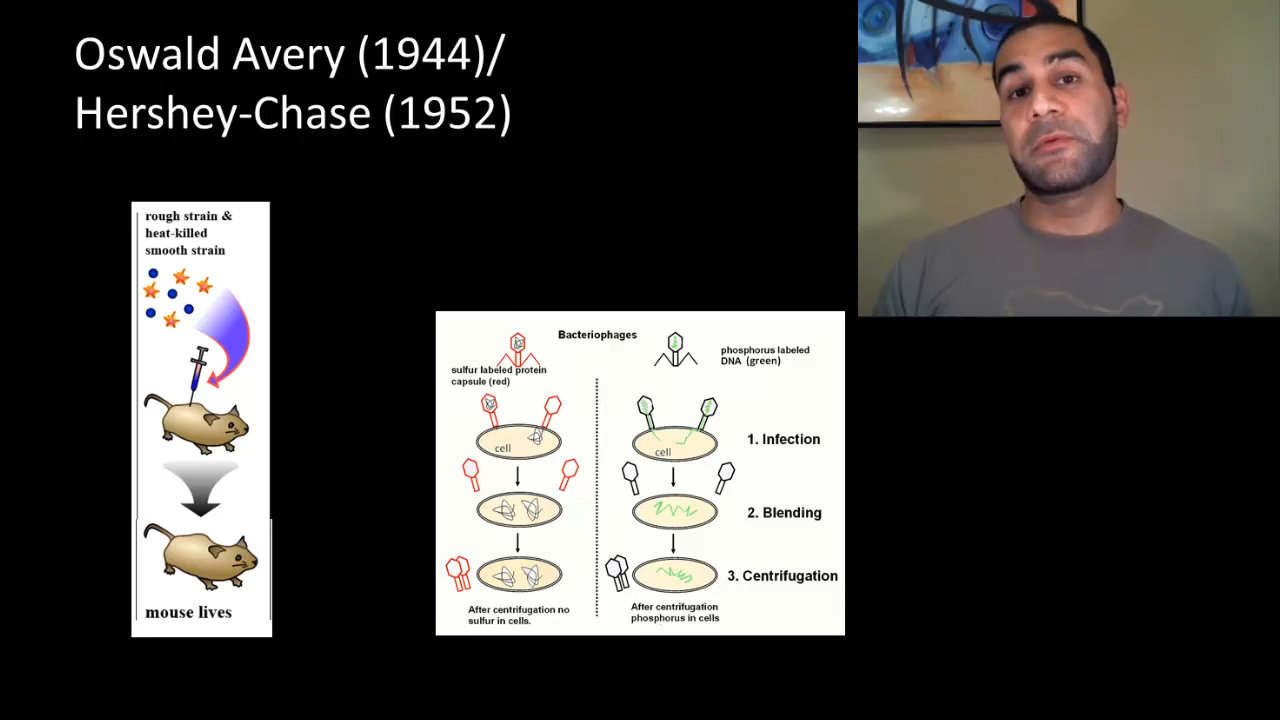 Oswald Avery (1944)/
Hershey-Chase (1952)
rough strain &
heat-killed
smooth strain
mouse lives
Bacteriophages
sulfur labeled protein
capsule (red)
phosphorus labeled
DNA (green)
cell
cell
1. Infection
2. Blending
3. Centrifugation
After centrifugation no
sulfur in cells.
After centrifugation
phosphorus in cells